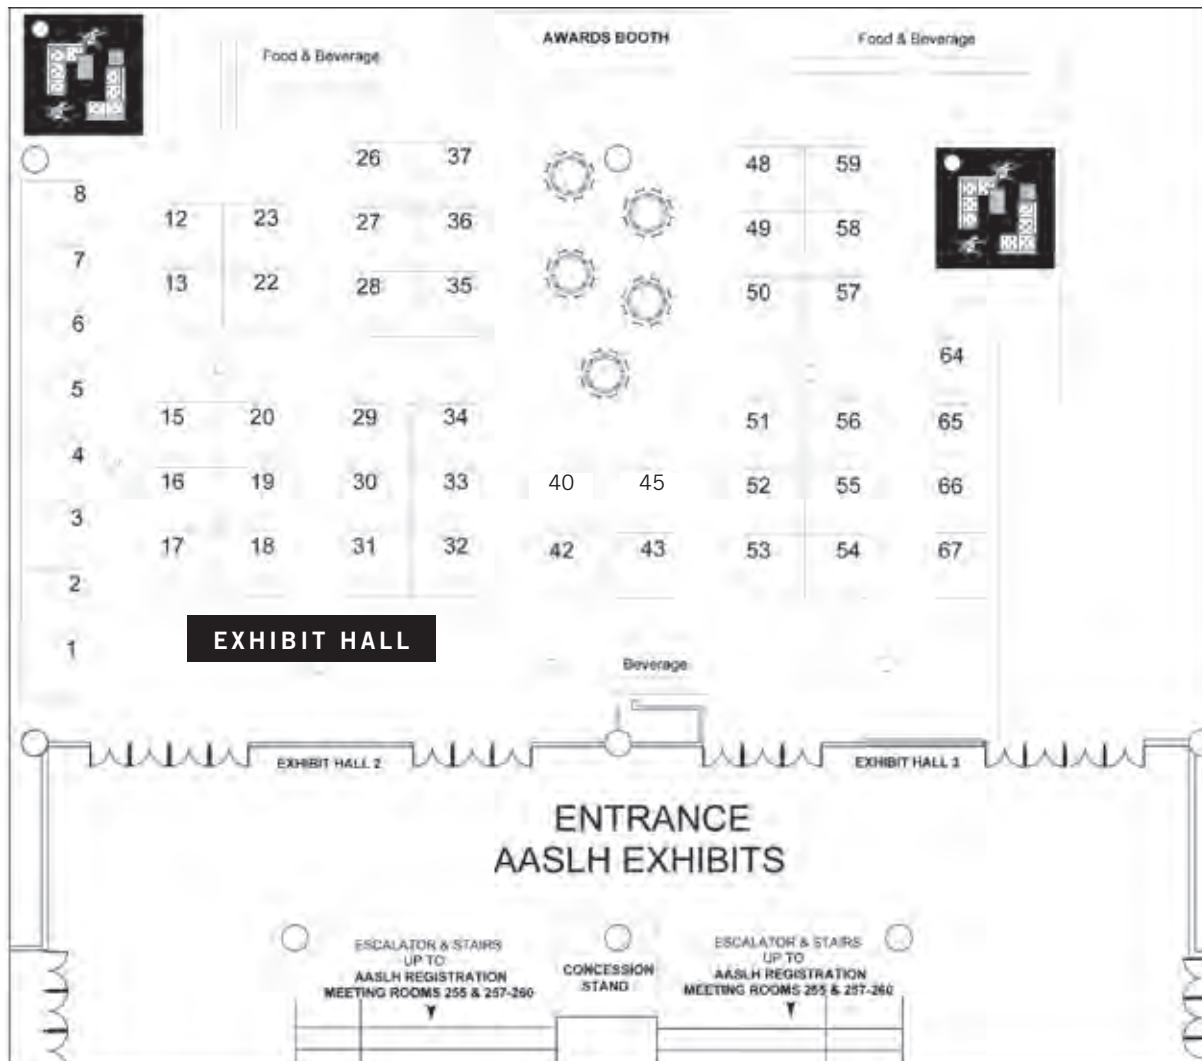 AWARDS BOOTH
Food & Beverage
Food & Beverage
26 37
48 59
8
12 23
27 36
49 58
7
13 22
28 35
50 57
6
64
5
15 20 29 34
51 56 65
4
16 19 30 33 40 45 52 55 66
3
17 18 31 32 42 43 53 54 67
2
EXHIBIT HALL
1
Beverage
EXHIBIT HALL 2
EXHIBIT HALL 3
ENTRANCE
AASLH EXHIBITS
ESCALATOR & STAIRS
UP TO
AASLH REGISTRATION
MEETING ROOMS 255 & 257-260
CONCESSION
STAND
ESCALATOR & STAIRS
UP TO
AASLH REGISTRATION
MEETING ROOMS 255 & 257-260